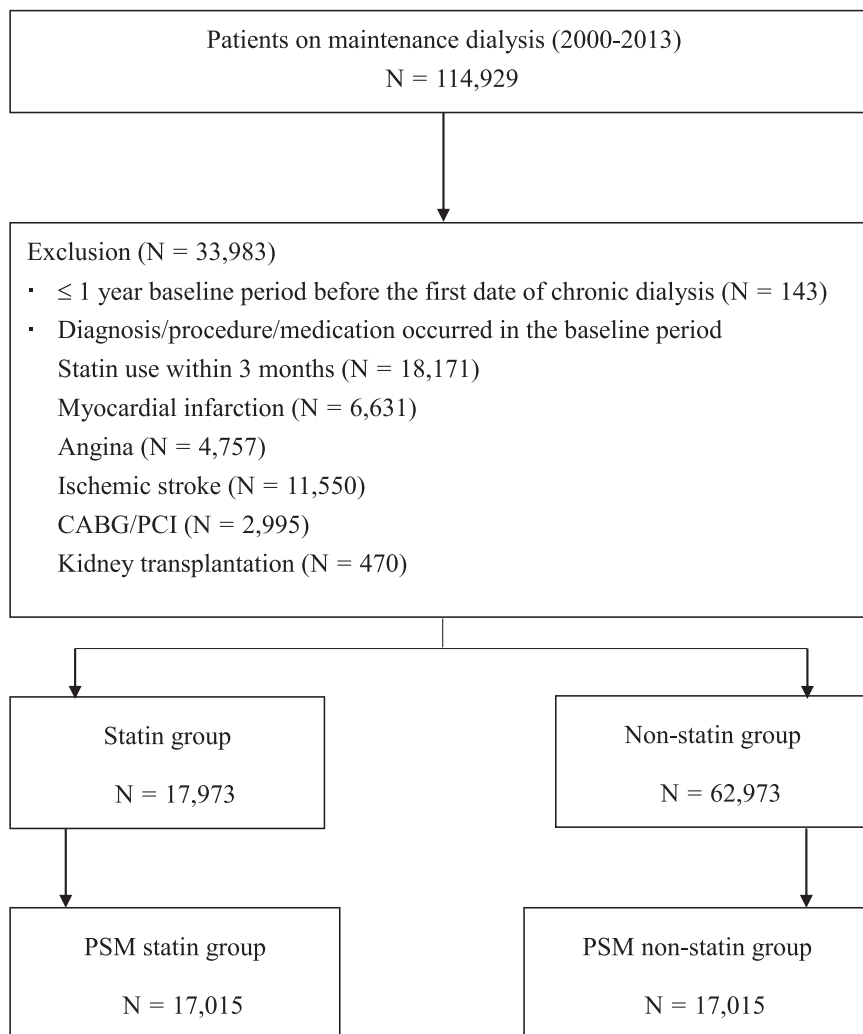 Patients on maintenance dialysis (2000-2013)
N = 114,929
Exclusion (N = 33,983)
· ≤ 1 year baseline period before the first date of chronic dialysis (N = 143)
· Diagnosis/procedure/medication occurred in the baseline period
Statin use within 3 months (N = 18,171)
Myocardial infarction (N = 6,631)
Angina (N = 4,757)
Ischemic stroke (N = 11,550)
CABG/PCI (N = 2,995)
Kidney transplantation (N = 470)
Statin group
N = 17,973
Non-statin group
N = 62,973
PSM statin group
N = 17,015
PSM non-statin group
N = 17,015